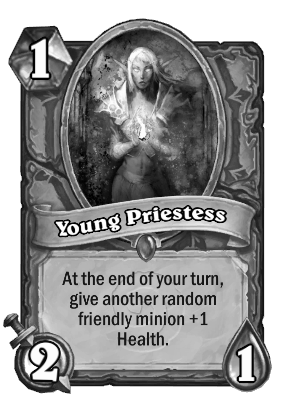 1
Young Priestess
At the end of your turn,
give another random
friendly minion +1
Health.
2
1